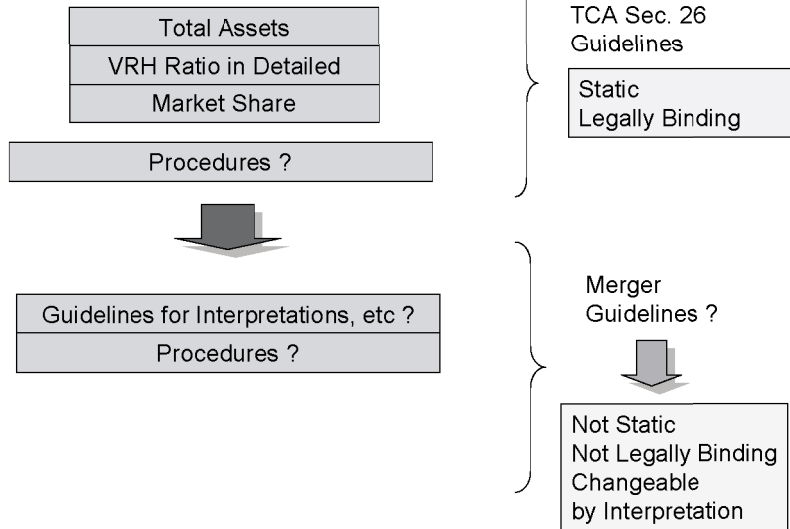 Total Assets
VRH Ratio in Detailed
Market Share
Procedures ?
TCA Sec. 26
Guidelines
Static
Legally Binding
Guidelines for Interpretations, etc ?
Procedures ?
Merger
Guidelines ?
Not Static
Not Legally Binding
Changeable
by Interpretation